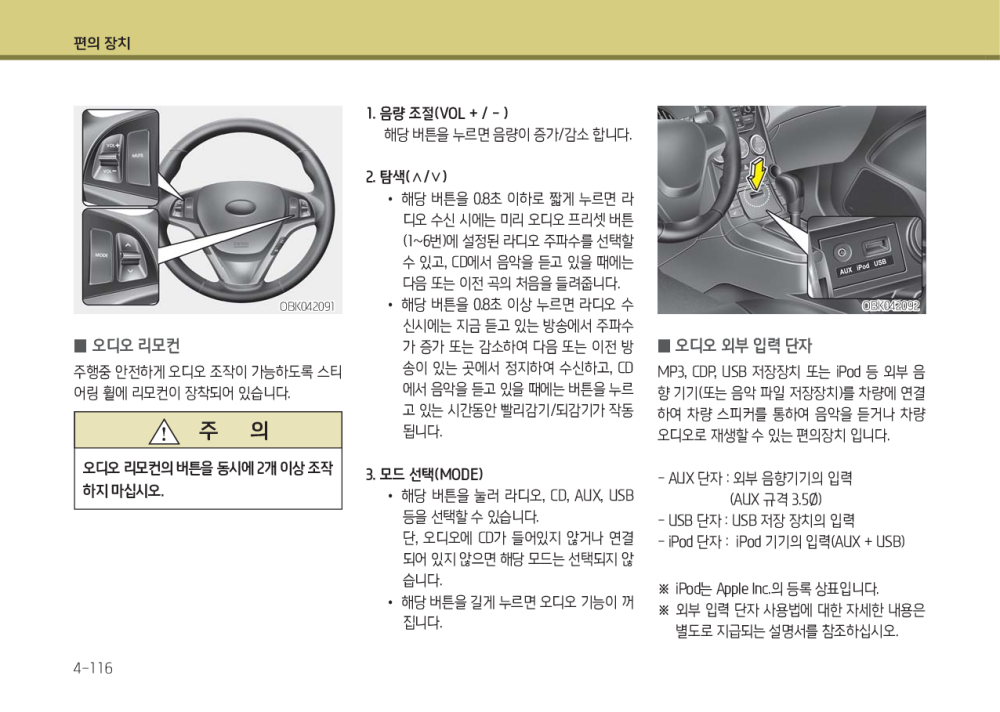 편의 장치
VOL
MUTE
VOL
MODE
OBK042091
■ 오디오 리모컨
주행중 안전하게 오디오 조작이 가능하도록 스티
어링 휠에 리모컨이 장착되어 있습니다.
주 의
오디오 리모컨의 버튼을 동시에 2개 이상 조작
하지 마십시오.
1. 음량 조절(VOL + / - )
해당 버튼을 누르면 음량이 증가/감소 합니다.
2. 탐색(∧/∨)
• 해당 버튼을 0.8초 이하로 짧게 누르면 라
디오 수신 시에는 미리 오디오 프리셋 버튼
(1~6번)에 설정된 라디오 주파수를 선택할
수 있고, CD에서 음악을 듣고 있을 때에는
다음 또는 이전 곡의 처음을 들려줍니다.
• 해당 버튼을 0.8초 이상 누르면 라디오 수
신시에는 지금 듣고 있는 방송에서 주파수
가 증가 또는 감소하여 다음 또는 이전 방
송이 있는 곳에서 정지하여 수신하고, CD
에서 음악을 듣고 있을 때에는 버튼을 누르
고 있는 시간동안 빨리감기/되감기가 작동
됩니다.
3. 모드 선택(MODE)
• 해당 버튼을 눌러 라디오, CD, AUX, USB
등을 선택할 수 있습니다.
단, 오디오에 CD가 들어있지 않거나 연결
되어 있지 않으면 해당 모드는 선택되지 않
습니다.
• 해당 버튼을 길게 누르면 오디오 기능이 꺼
집니다.
AUX iPod USB
OBK042092
■ 오디오 외부 입력 단자
MP3, CDP, USB 저장장치 또는 iPod 등 외부 음
향 기기(또는 음악 파일 저장장치)를 차량에 연결
하여 차량 스피커를 통하여 음악을 듣거나 차량
오디오로 재생할 수 있는 편의장치 입니다.
- AUX 단자 : 외부 음향기기의 입력
(AUX 규격 3.5Ø)
- USB 단자 : USB 저장 장치의 입력
- iPod 단자 : iPod 기기의 입력(AUX + USB)
※ iPod는 Apple Inc.의 등록 상표입니다.
※ 외부 입력 단자 사용법에 대한 자세한 내용은
별도로 지급되는 설명서를 참조하십시오.
4-116